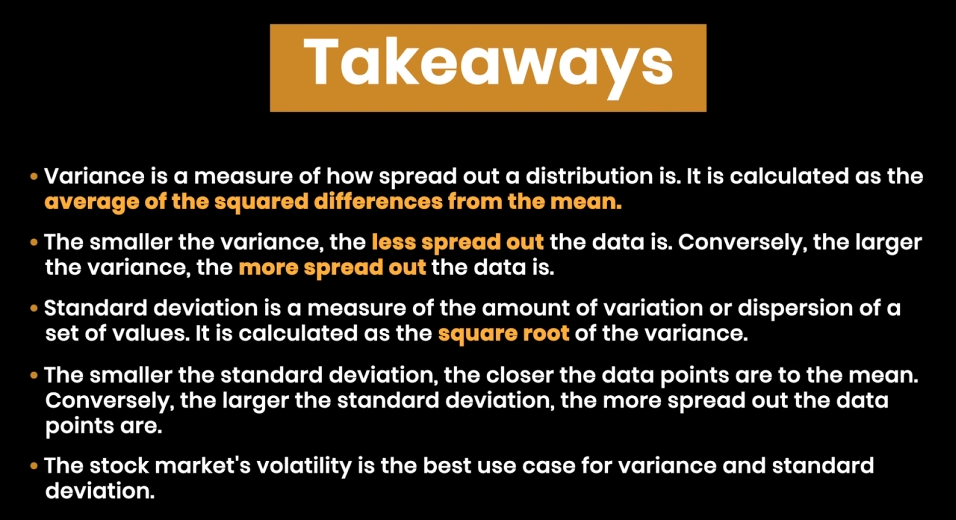 Takeaways
• Variance is a measure of how spread out a distribution is. It is calculated as the
average of the squared differences from the mean.
• The smaller the variance, the less spread out the data is. Conversely, the larger
the variance, the more spread out the data is.
• Standard deviation is a measure of the amount of variation or dispersion of a
set of values. It is calculated as the square root of the variance.
• The smaller the standard deviation, the closer the data points are to the mean.
Conversely, the larger the standard deviation, the more spread out the data
points are.
• The stock market's volatility is the best use case for variance and standard
deviation.